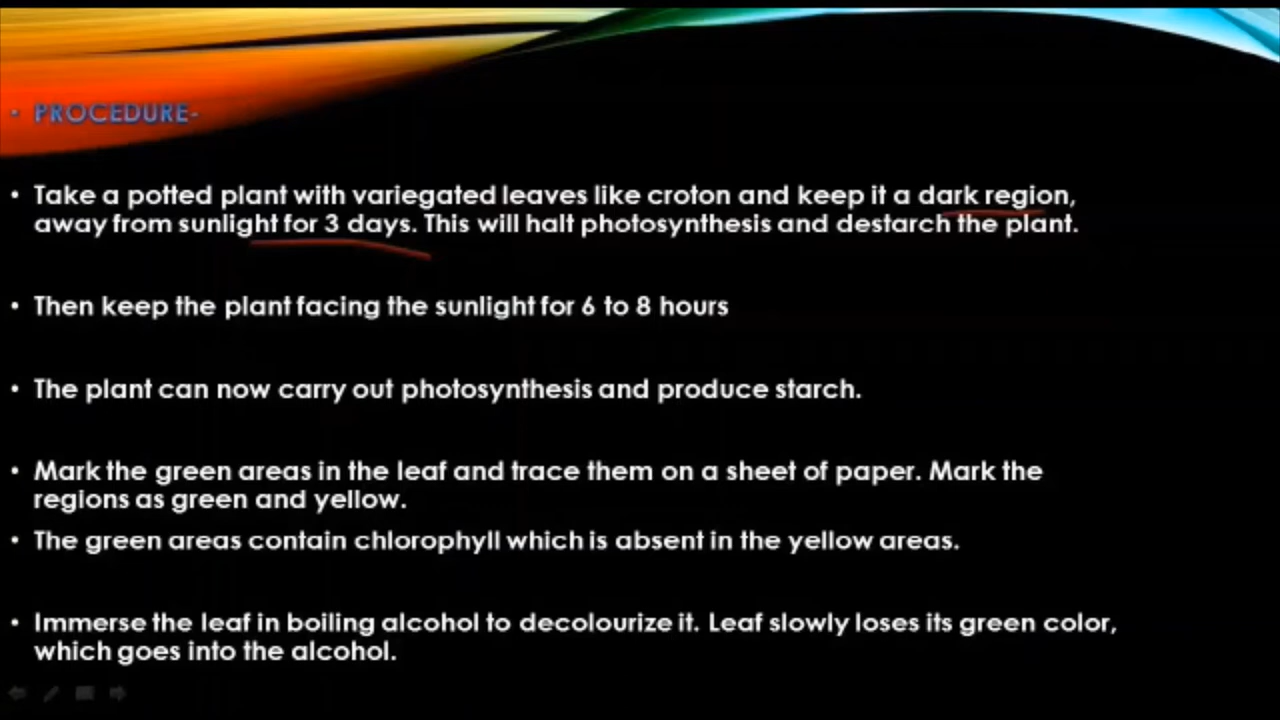 • PROCEDURE-
• Take a potted plant with variegated leaves like croton and keep it a dark region,
away from sunlight for 3 days. This will halt photosynthesis and destarch the plant.
• Then keep the plant facing the sunlight for 6 to 8 hours
• The plant can now carry out photosynthesis and produce starch.
• Mark the green areas in the leaf and trace them on a sheet of paper. Mark the
regions as green and yellow.
• The green areas contain chlorophyll which is absent in the yellow areas.
• Immerse the leaf in boiling alcohol to decolourize it. Leaf slowly loses its green color,
which goes into the alcohol.